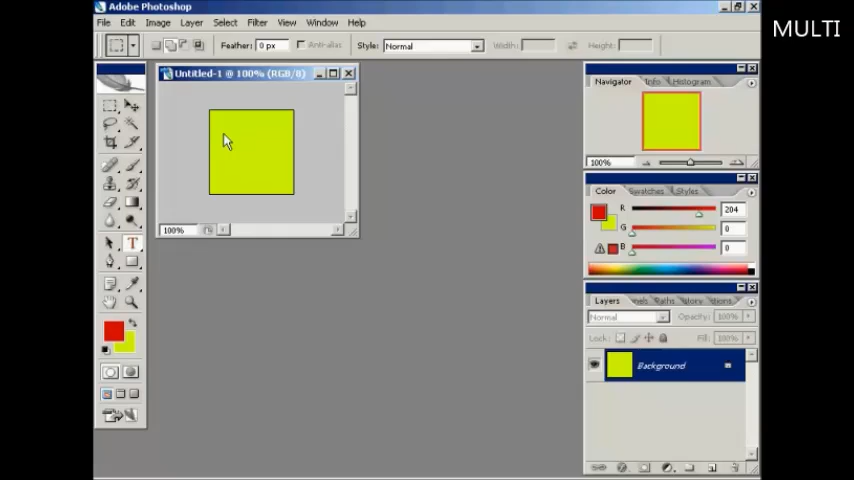 Adobe Photoshop
MULTI
File Edit Image Layer Select Filter View Window Help
Feather: 0 px Anti-alias Style: Normal Width: Height:
Untitled-1 @ 100% (RGB/8)
Navigator Info Histogram
100%
Color Swatches Styles
R 204
G 0
B 0
T
100%
Layers Paths
Normal Opacity: 100%
Lock: Fill: 100%
Background